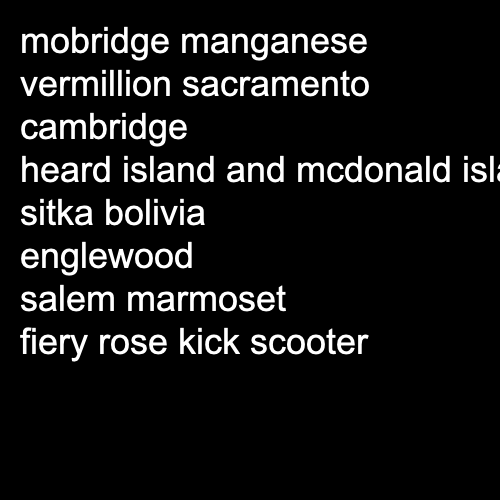 mobridge manganese
vermillion sacramento
cambridge
heard island and mcdonald
sitka bolivia
englewood
salem marmoset
fiery rose kick scooter